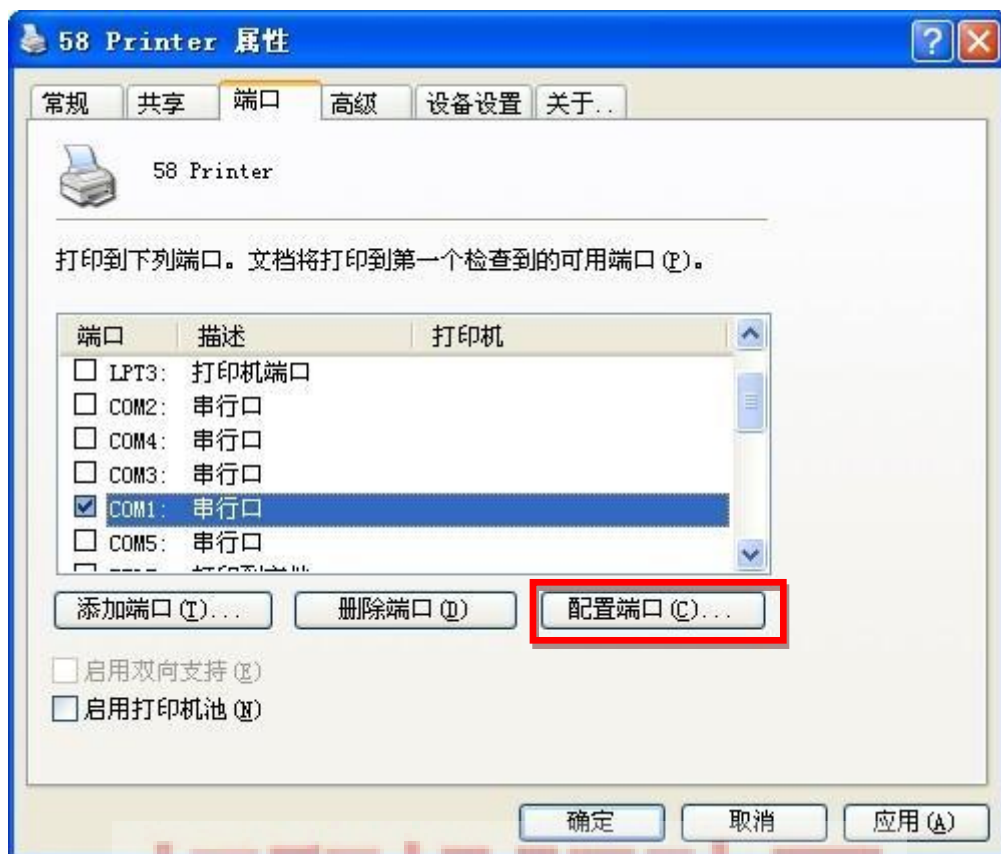 58 Printer 属性
常规 共享 端口 高级 设备设置 关于..
58 Printer
打印到下列端口。文档将打印到第一个检查到的可用端口(P)。
端口 描述 打印机
LPT3: 打印机端口
COM2: 串行口
COM4: 串行口
COM3: 串行口
COM1: 串行口
COM5: 串行口
添加端口(T)... 删除端口(D) 配置端口(C)...
启用双向支持(E)
启用打印机池(N)
确定 取消 应用(A)